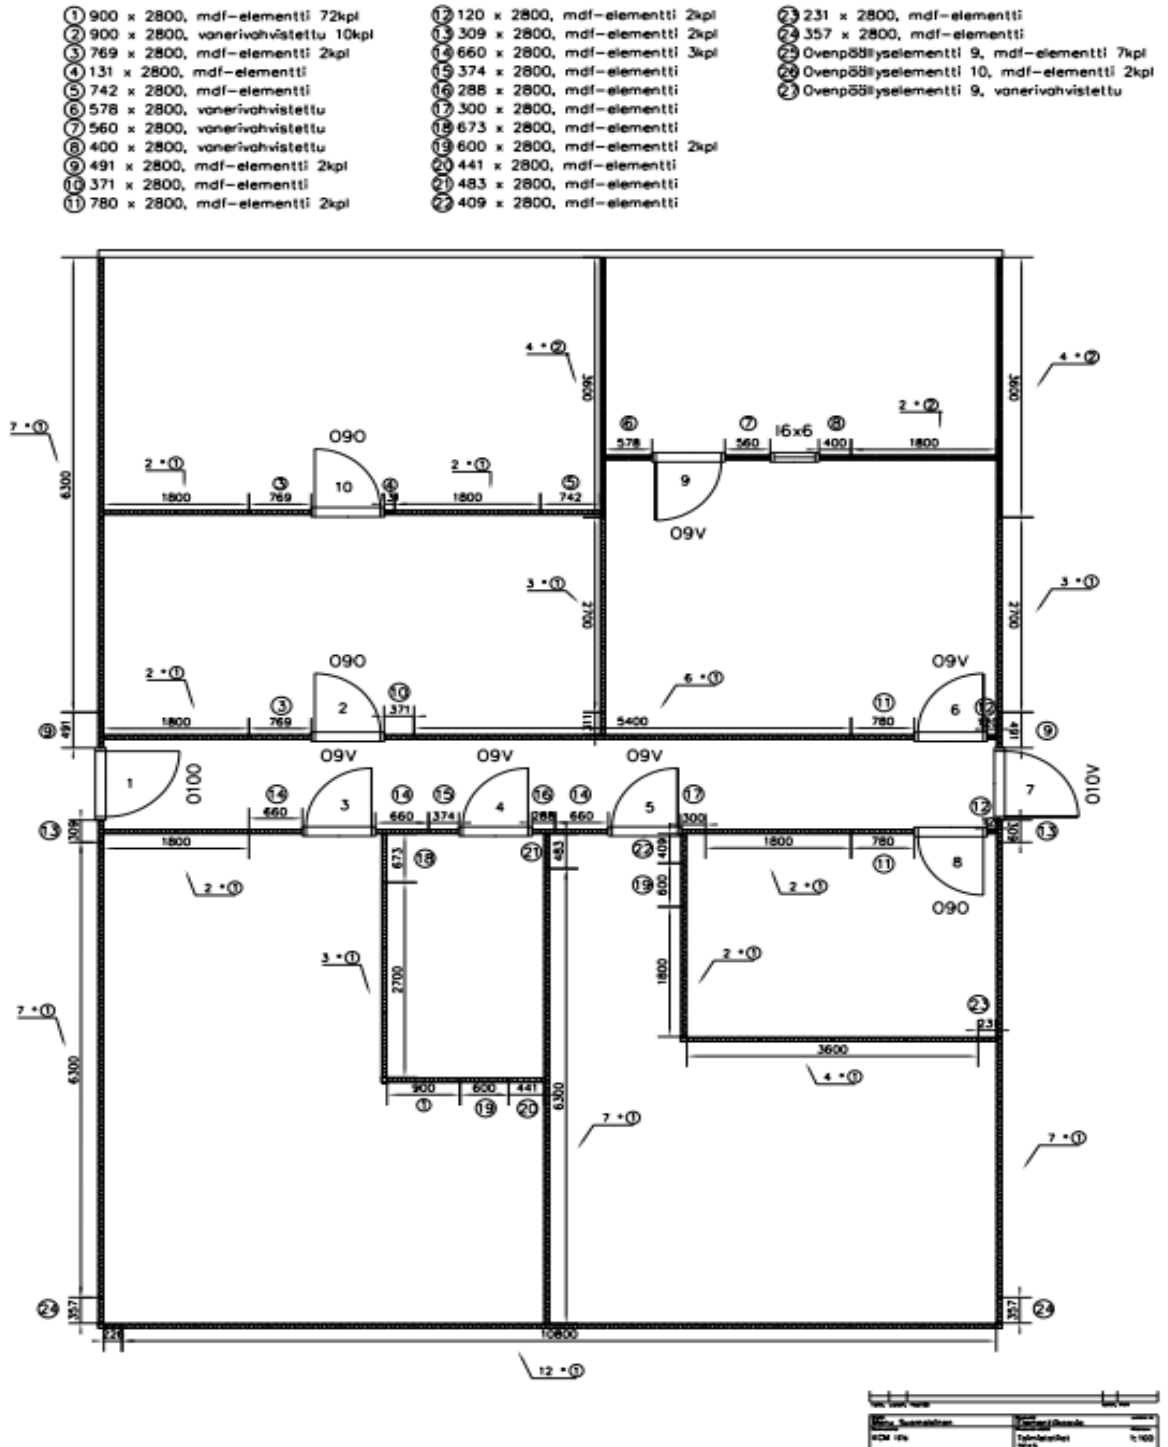 ① 900 x 2800, mdf-elementti 72kpl
② 900 x 2800, vanerivahvistettu 10kpl
③ 769 x 2800, mdf-elementti 2kpl
④ 131 x 2800, mdf-elementti
⑤ 742 x 2800, mdf-elementti
⑥ 578 x 2800, vanerivahvistettu
⑦ 560 x 2800, vanerivahvistettu
⑧ 400 x 2800, vanerivahvistettu
⑨ 491 x 2800, mdf-elementti 2kpl
⑩ 371 x 2800, mdf-elementti
⑪ 780 x 2800, mdf-elementti 2kpl
⑫ 120 x 2800, mdf-elementti 2kpl
⑬ 309 x 2800, mdf-elementti 2kpl
⑭ 660 x 2800, mdf-elementti 3kpl
⑮ 374 x 2800, mdf-elementti
⑯ 288 x 2800, mdf-elementti
⑰ 300 x 2800, mdf-elementti
⑱ 673 x 2800, mdf-elementti
⑲ 600 x 2800, mdf-elementti 2kpl
⑳ 441 x 2800, mdf-elementti
㉑ 483 x 2800, mdf-elementti
㉒ 409 x 2800, mdf-elementti
㉓ 231 x 2800, mdf-elementti
㉔ 357 x 2800, mdf-elementti
㉕ Ovenpäällyselementti 9, mdf-elementti 7kpl
㉖ Ovenpäällyselementti 10, mdf-elementti 2kpl
㉗ Ovenpäällyselementti 9, vanerivahvistettu
4 * ②
3600
4 * ②
3600
2 * ②
7 * ①
6300
⑥ ⑦ 16x6 ⑧
578 560 400 1800
O9O
2 * ① ③ 10 ④ 2 * ① ⑤
1800 769 1800 742
9
O9V
3 * ①
2700
3 * ①
2700
O9O
O9V
2 * ① ③ 2 ⑩ 6 * ① ⑪ 6 ⑫
1800 769 371 5400 780
⑨ 491
491 ⑨
1 O10O
O9V O9V O9V
7 O10V
⑭ 3 ⑭ ⑮ 4 ⑯ ⑭ 5 ⑰ ⑫
660 660 374 288 660 300
⑬ 309
309 ⑬
1800
2 * ①
673 ⑱
㉑ 483
㉒ 409
1800 780
2 * ① ⑪ 8
O9O
⑲ 600
3 * ①
2700
2 * ①
1800
㉓
3600
4 * ①
7 * ①
6300
900 600 441
① ⑲ ⑳
6300
7 * ①
7 * ①
㉔ 357
357 ㉔
226 10800
12 * ①